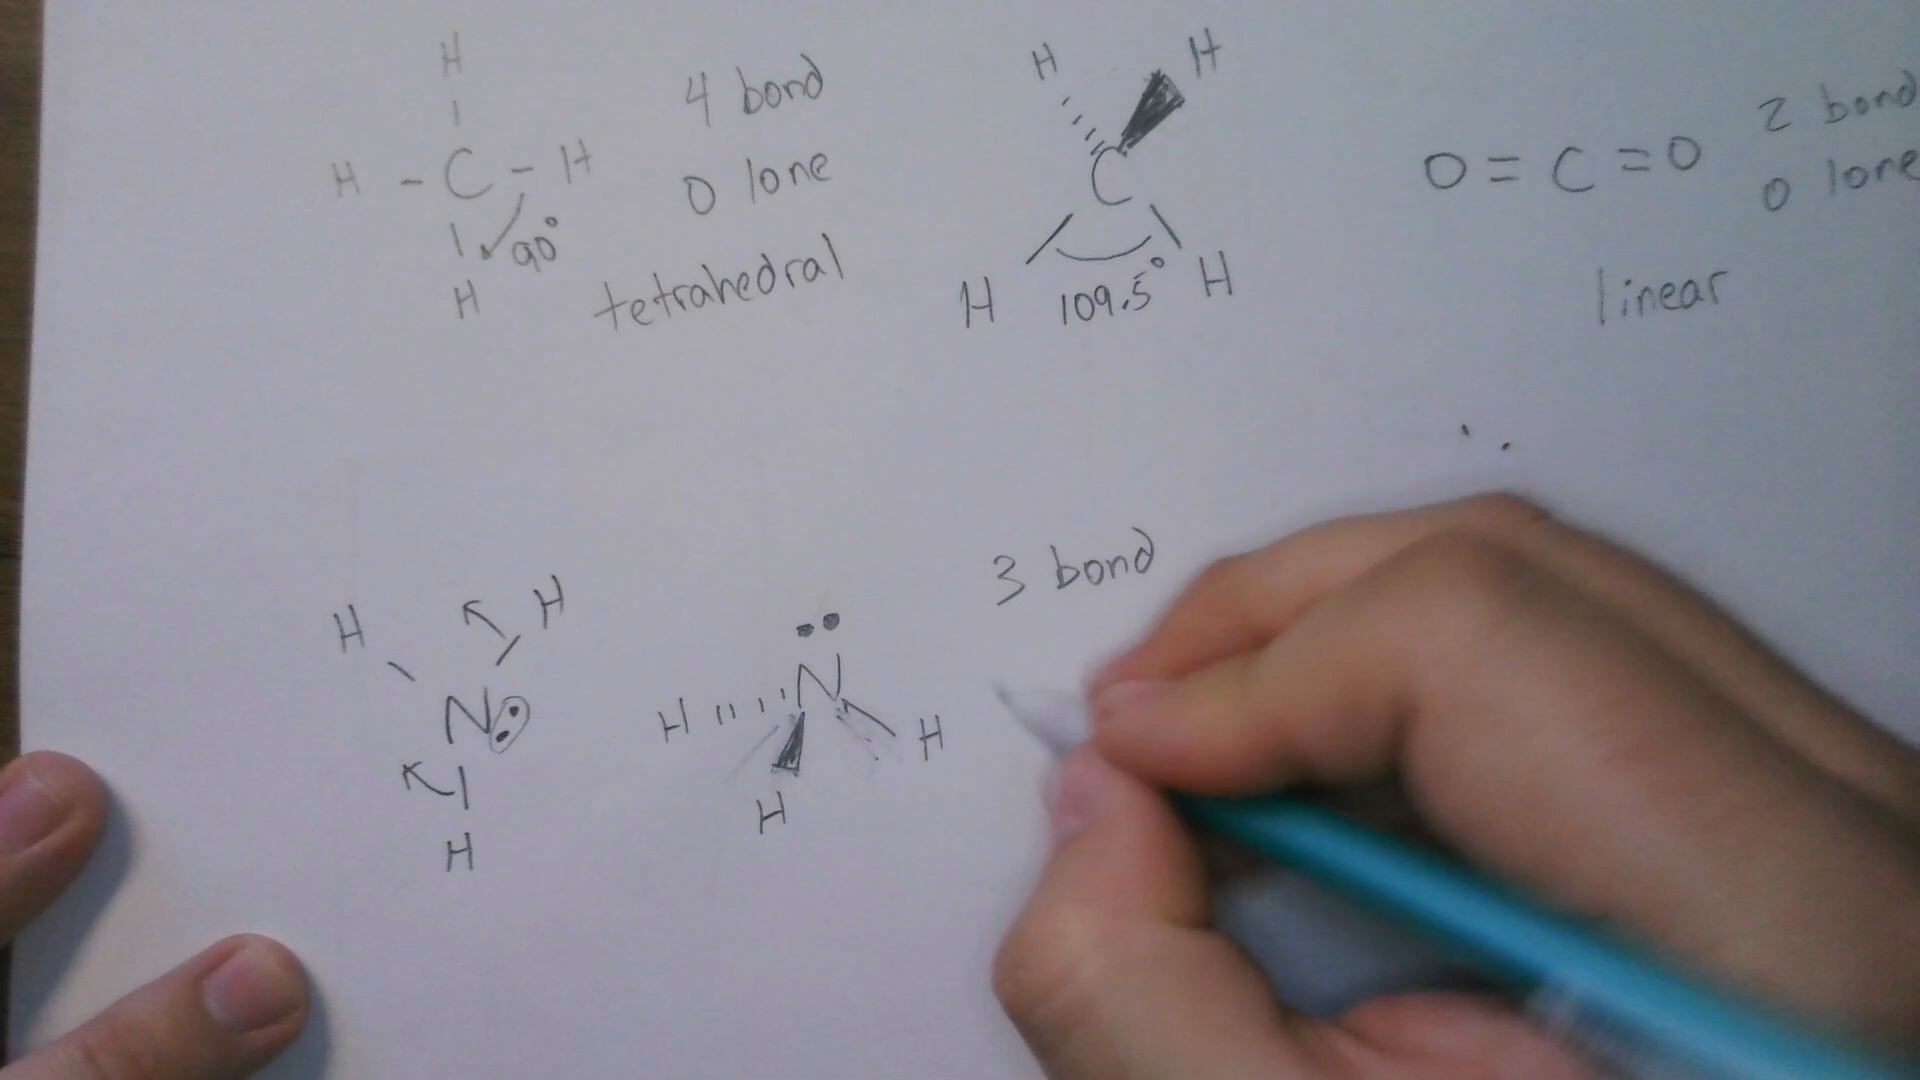 H
H - C - H
90°
H
4 bond
0 lone
tetrahedral
H H
C
H 109.5° H
O = C = O
2 bond
0 lone
linear
H H
N:
H
N
H H
H
3 bond